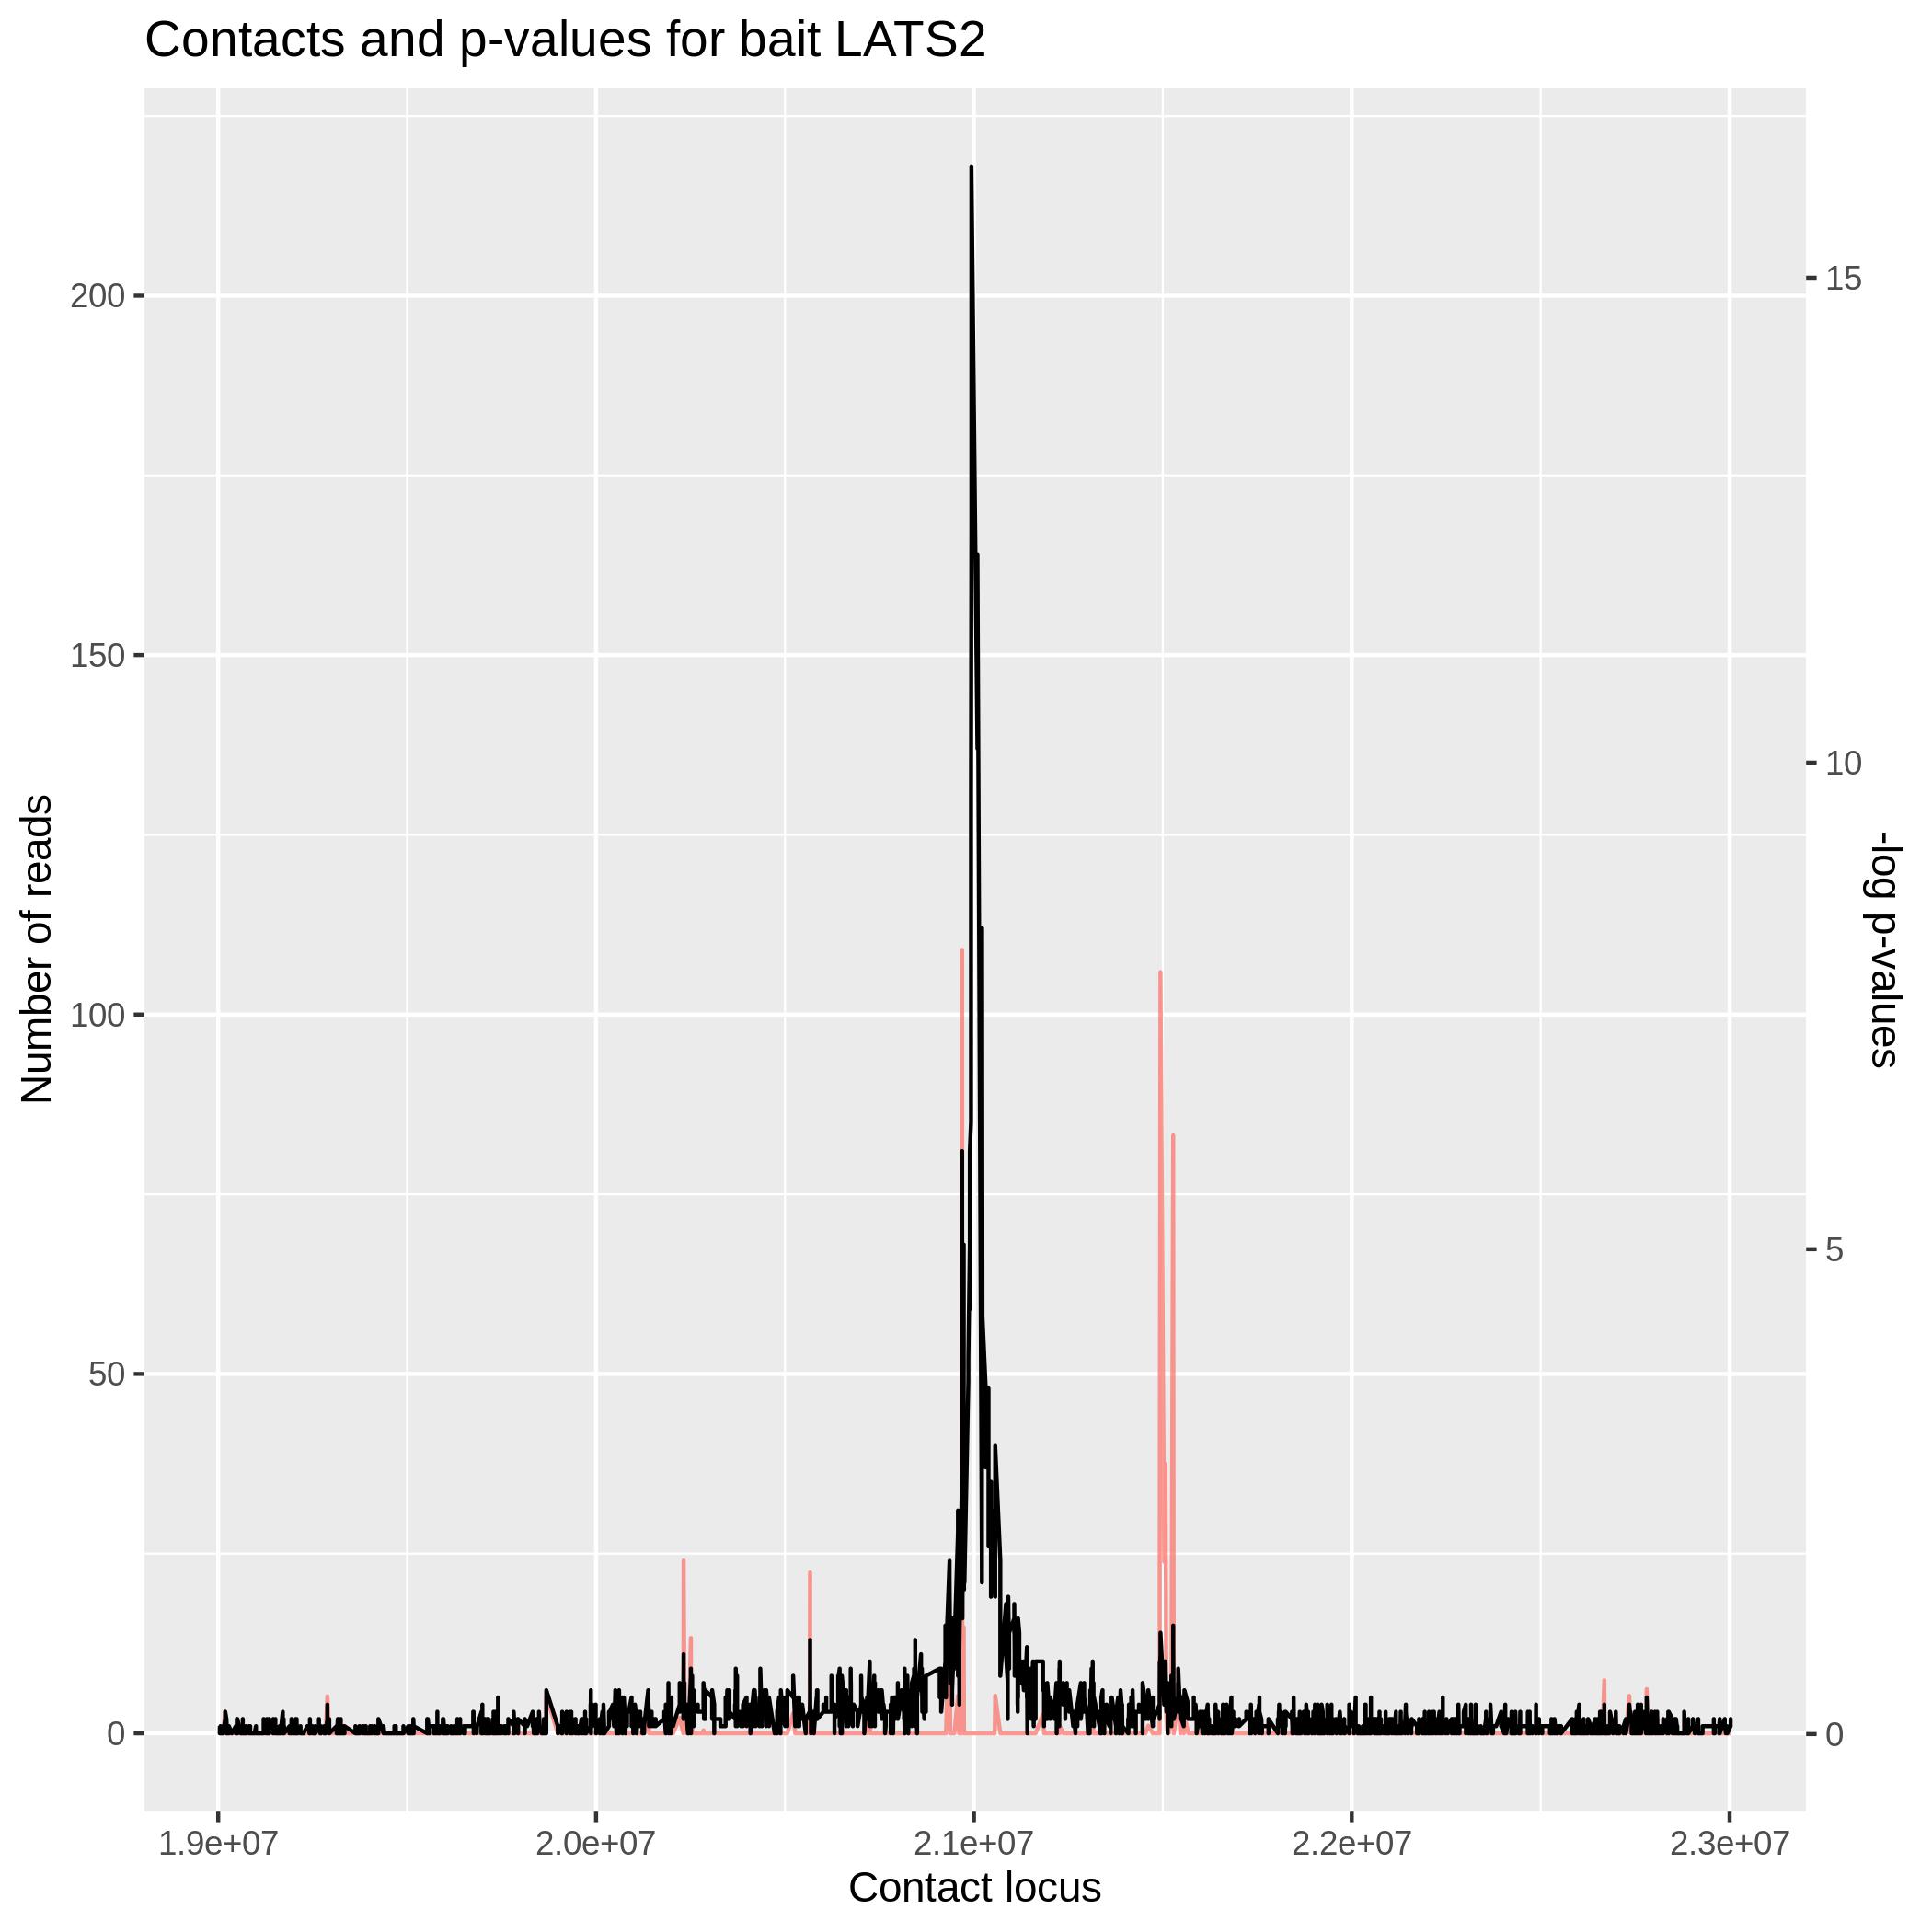 Contacts and p-values for bait LATS2
Number of reads
200
150
100
50
0
15
10
5
0
-log p-values
1.9e+07
2.0e+07
2.1e+07
2.2e+07
2.3e+07
Contact locus